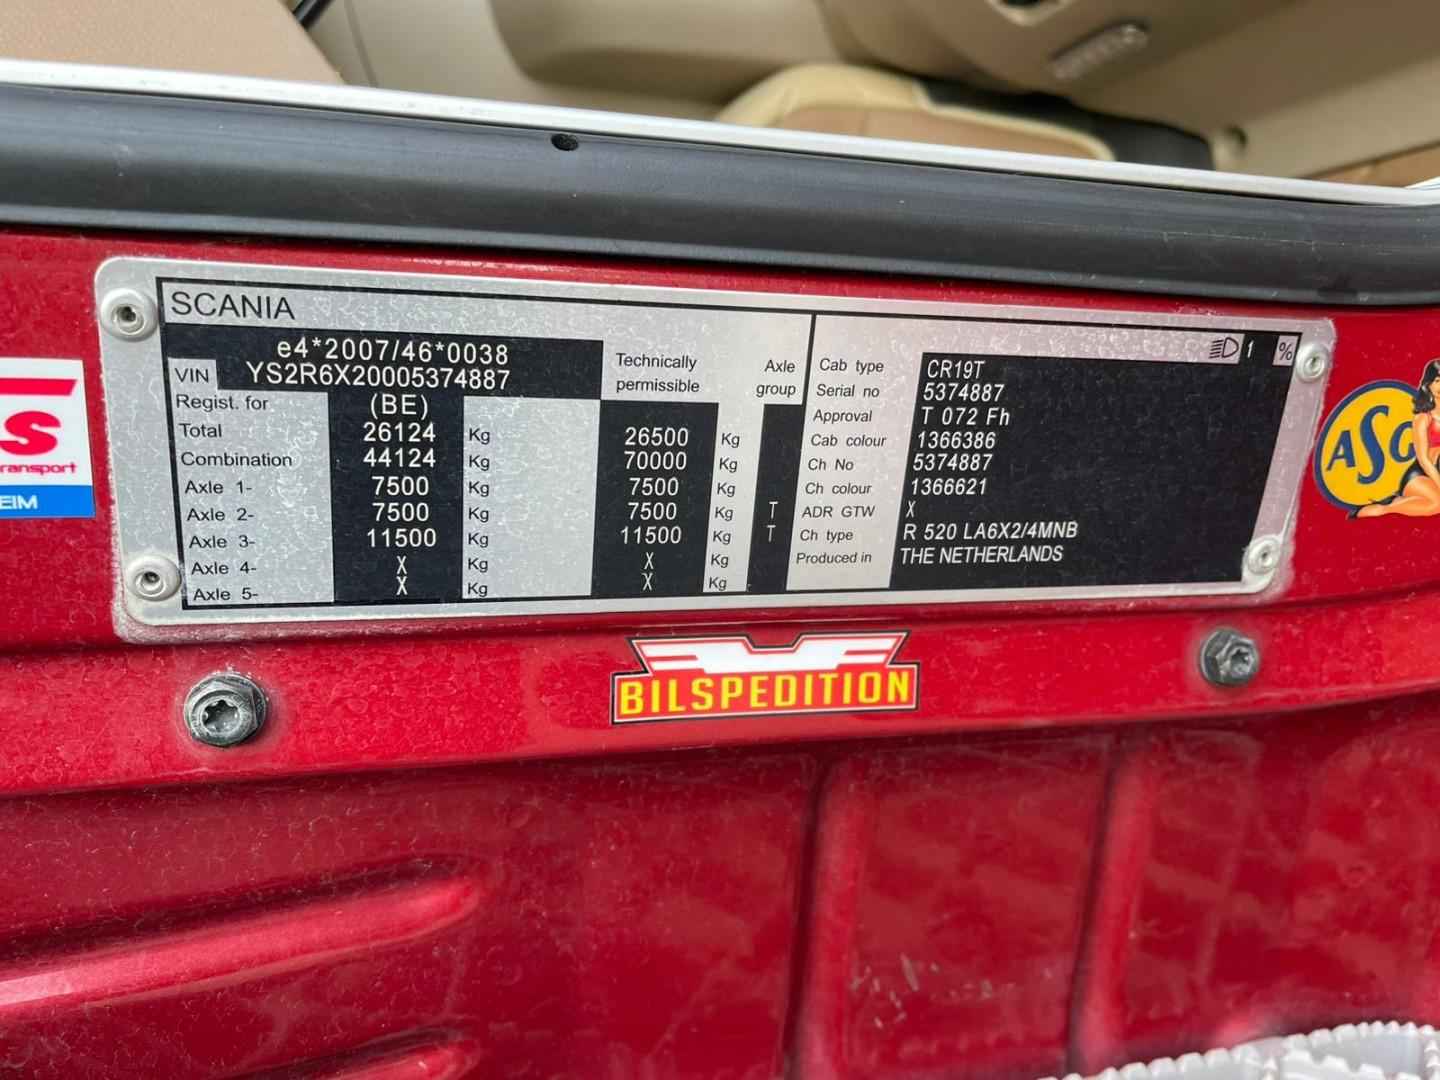 SCANIA
e4*2007/46*0038
VIN YS2R6X20005374887
Technically permissible
Axle group
Regist. for (BE)
Total 26124 Kg 26500 Kg
Combination 44124 Kg 70000 Kg
Axle 1- 7500 Kg 7500 Kg
Axle 2- 7500 Kg 7500 Kg T
Axle 3- 11500 Kg 11500 Kg T
Axle 4- X Kg X Kg
Axle 5- X Kg X Kg
1 %
Cab type CR19T
Serial no 5374887
Approval T 072 Fh
Cab colour 1366386
Ch No 5374887
Ch colour 1366621
ADR GTW X
Ch type R 520 LA6X2/4MNB
Produced in THE NETHERLANDS
BILSPEDITION
S
ransport
EIM
ASG